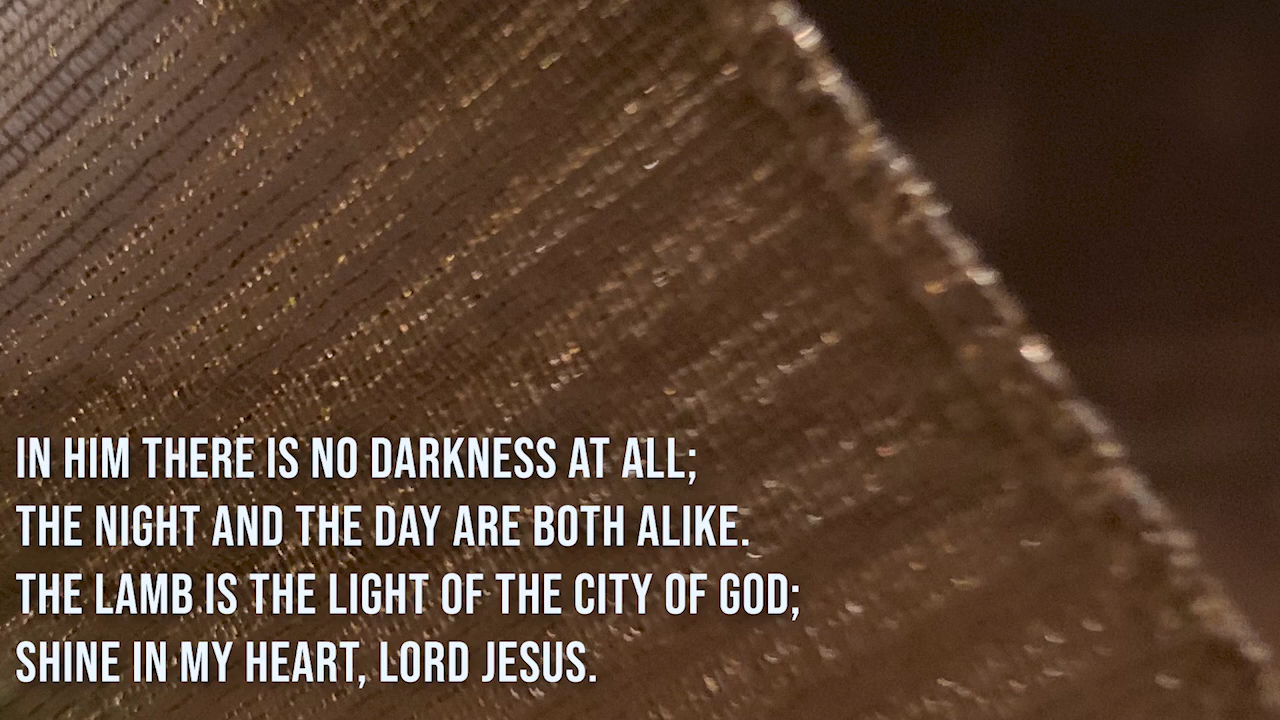 IN HIM THERE IS NO DARKNESS AT ALL;
THE NIGHT AND THE DAY ARE BOTH ALIKE.
THE LAMB IS THE LIGHT OF THE CITY OF GOD;
SHINE IN MY HEART, LORD JESUS.